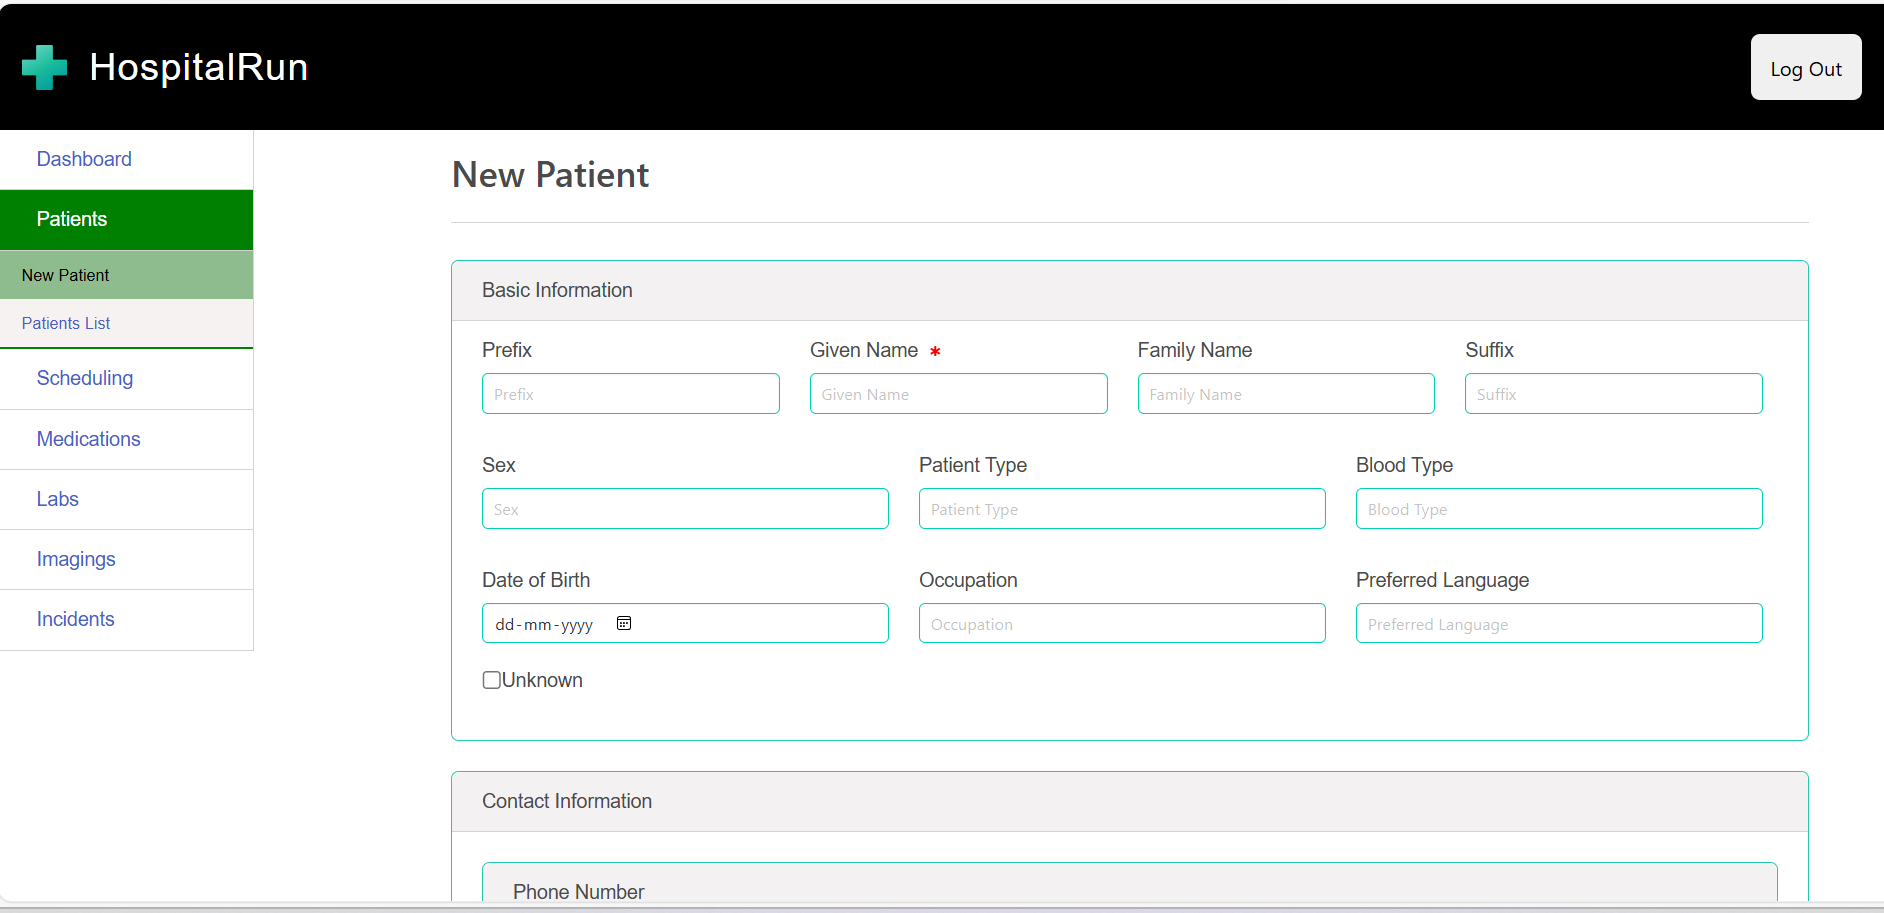 HospitalRun
Log Out
Dashboard
Patients
New Patient
Patients List
Scheduling
Medications
Labs
Imagings
Incidents
New Patient
Basic Information
Prefix Given Name * Family Name Suffix
Prefix Given Name Family Name Suffix
Sex Patient Type Blood Type
Sex Patient Type Blood Type
Date of Birth Occupation Preferred Language
dd-mm-yyyy Occupation Preferred Language
Unknown
Contact Information
Phone Number